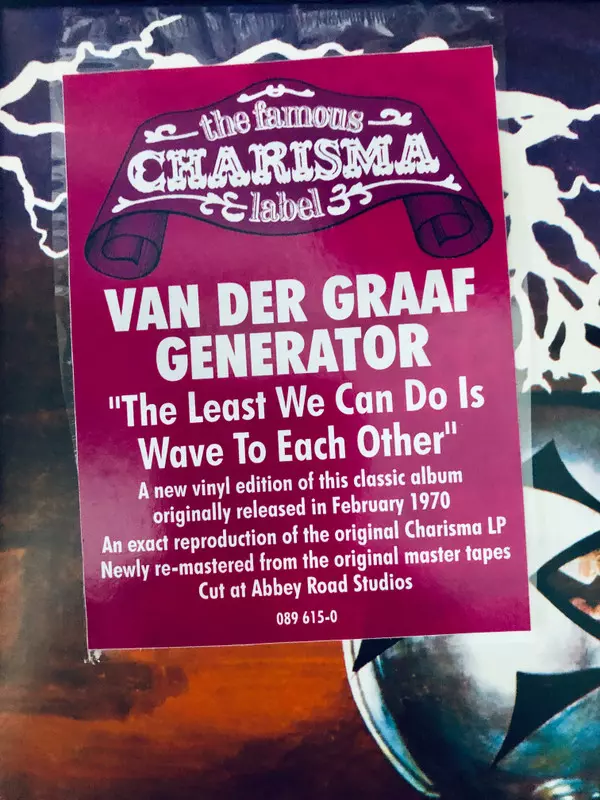 the famous
CHARISMA
label
VAN DER GRAAF
GENERATOR
"The Least We Can Do Is
Wave To Each Other"
A new vinyl edition of this classic album
originally released in February 1970
An exact reproduction of the original Charisma LP
Newly re-mastered from the original master tapes
Cut at Abbey Road Studios
089 615-0